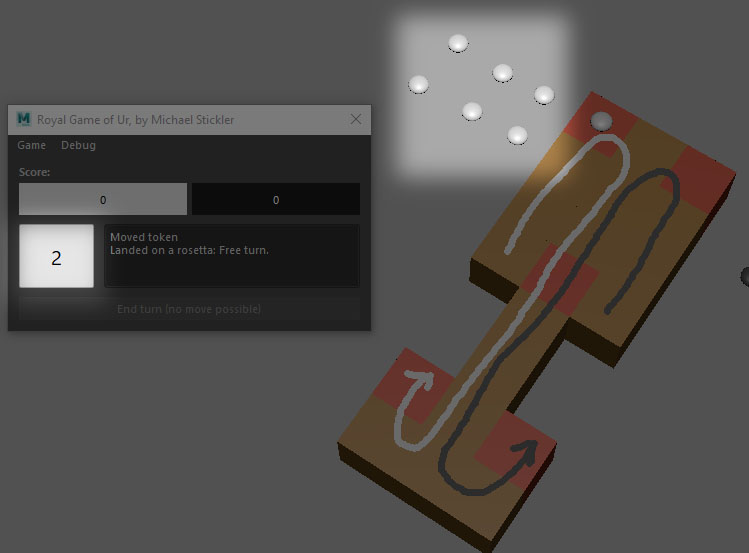 Royal Game of Ur, by Michael Stickler
Game Debug
Score:
0 0
2
Moved token
Landed on a rosetta: Free turn.
End turn (no move possible)